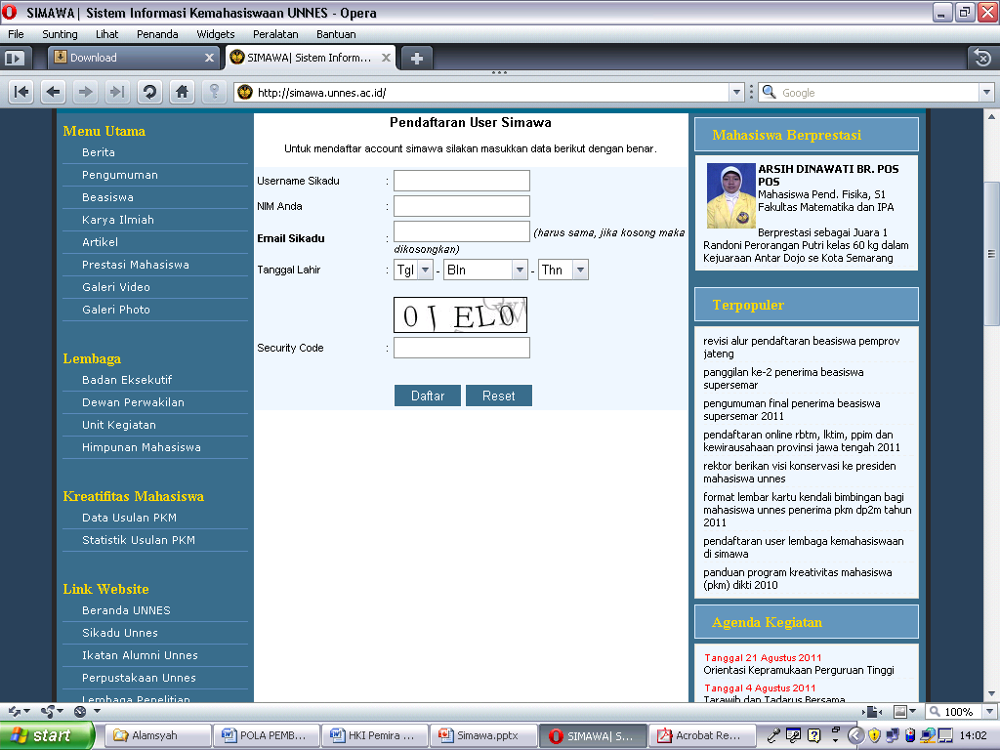 SIMAWA| Sistem Informasi Kemahasiswaan UNNES - Opera
File Sunting Lihat Penanda Widgets Peralatan Bantuan
Download
SIMAWA| Sistem Inform...
http://simawa.unnes.ac.id/
Google
Menu Utama
Berita
Pengumuman
Beasiswa
Karya Ilmiah
Artikel
Prestasi Mahasiswa
Galeri Video
Galeri Photo
Lembaga
Badan Eksekutif
Dewan Perwakilan
Unit Kegiatan
Himpunan Mahasiswa
Kreatifitas Mahasiswa
Data Usulan PKM
Statistik Usulan PKM
Link Website
Beranda UNNES
Sikadu Unnes
Ikatan Alumni Unnes
Perpustakaan Unnes
Lembaga Penelitian
Pendaftaran User Simawa
Untuk mendaftar account simawa silakan masukkan data berikut dengan benar.
Username Sikadu :
NIM Anda :
Email Sikadu : (harus sama, jika kosong maka
dikosongkan)
Tanggal Lahir : Tgl - Bln - Thn
Security Code :
Daftar Reset
Mahasiswa Berprestasi
ARSIH DINAWATI BR. POS
POS
Mahasiswa Pend. Fisika, S1
Fakultas Matematika dan IPA
Berprestasi sebagai Juara 1
Randoni Perorangan Putri kelas 60 kg dalam
Kejuaraan Antar Dojo se Kota Semarang
Terpopuler
revisi alur pendaftaran beasiswa pemprov
jateng
panggilan ke-2 penerima beasiswa
supersemar
pengumuman final penerima beasiswa
supersemar 2011
pendaftaran online rbtm, lktim, ppim dan
kewirausahaan provinsi jawa tengah 2011
rektor berikan visi konservasi ke presiden
mahasiswa unnes
format lembar kartu kendali bimbingan bagi
mahasiswa unnes penerima pkm dp2m tahun
2011
pendaftaran user lembaga kemahasiswaan
di simawa
panduan program kreativitas mahasiswa
(pkm) dikti 2010
Agenda Kegiatan
Tanggal 21 Agustus 2011
Orientasi Kepramukaan Perguruan Tinggi
Tanggal 4 Agustus 2011
Tarawih dan Tadarus Bersama
100%
start Alamsyah POLA PEMB... HKI Pemira ... Simawa.pptx SIMAWA| S... Acrobat Re... 14:02